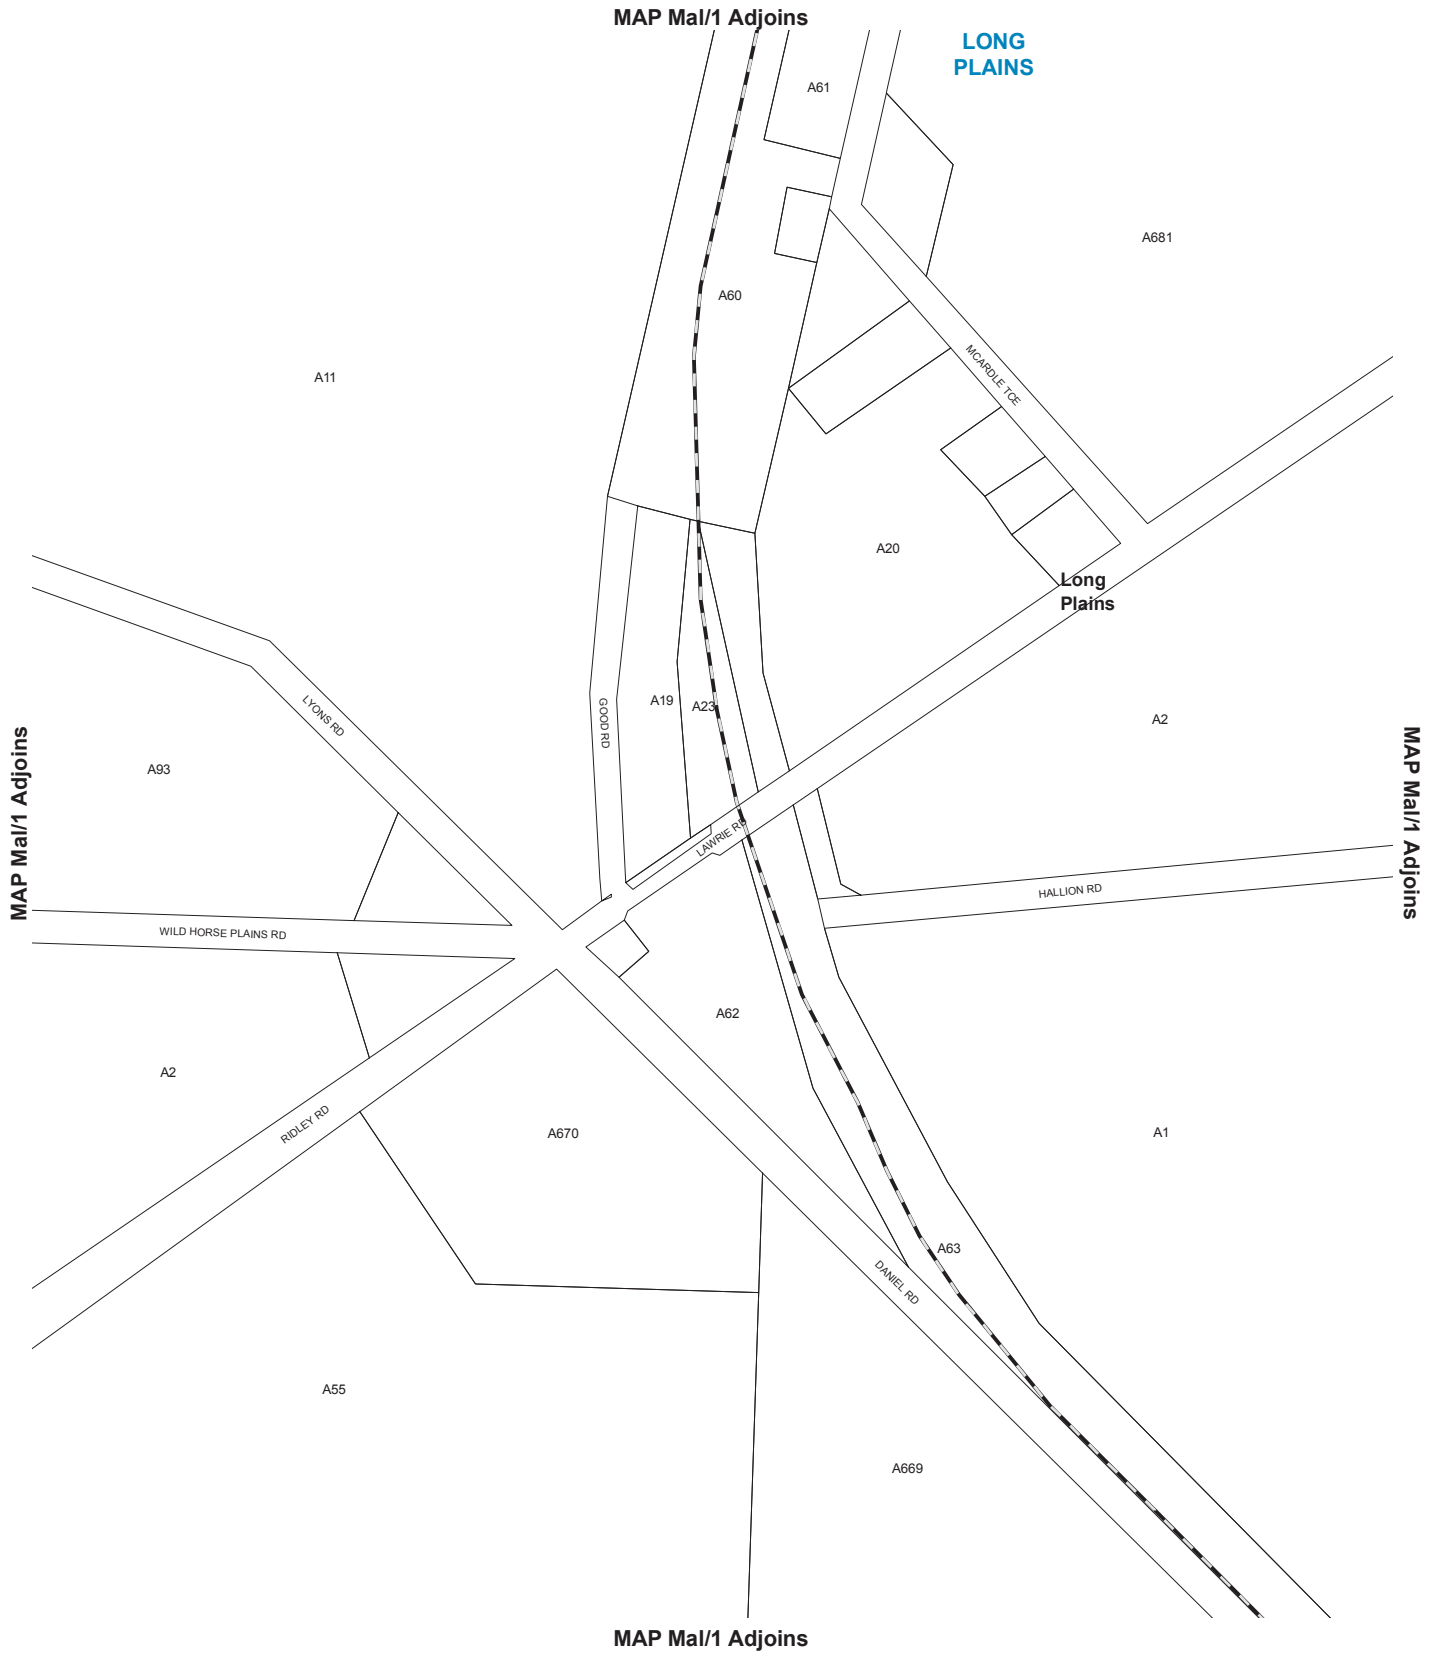 MAP Mal/1 Adjoins
LONG
PLAINS
A61
A681
A60
A11
MCARDLE TCE
A20
Long
Plains
A19
A23
GOOD RD
LYONS RD
A2
A93
MAP Mal/1 Adjoins
MAP Mal/1 Adjoins
LAWRIE RD
HALLION RD
WILD HORSE PLAINS RD
A62
A2
RIDLEY RD
A670
A1
A63
DANIEL RD
A55
A669
MAP Mal/1 Adjoins